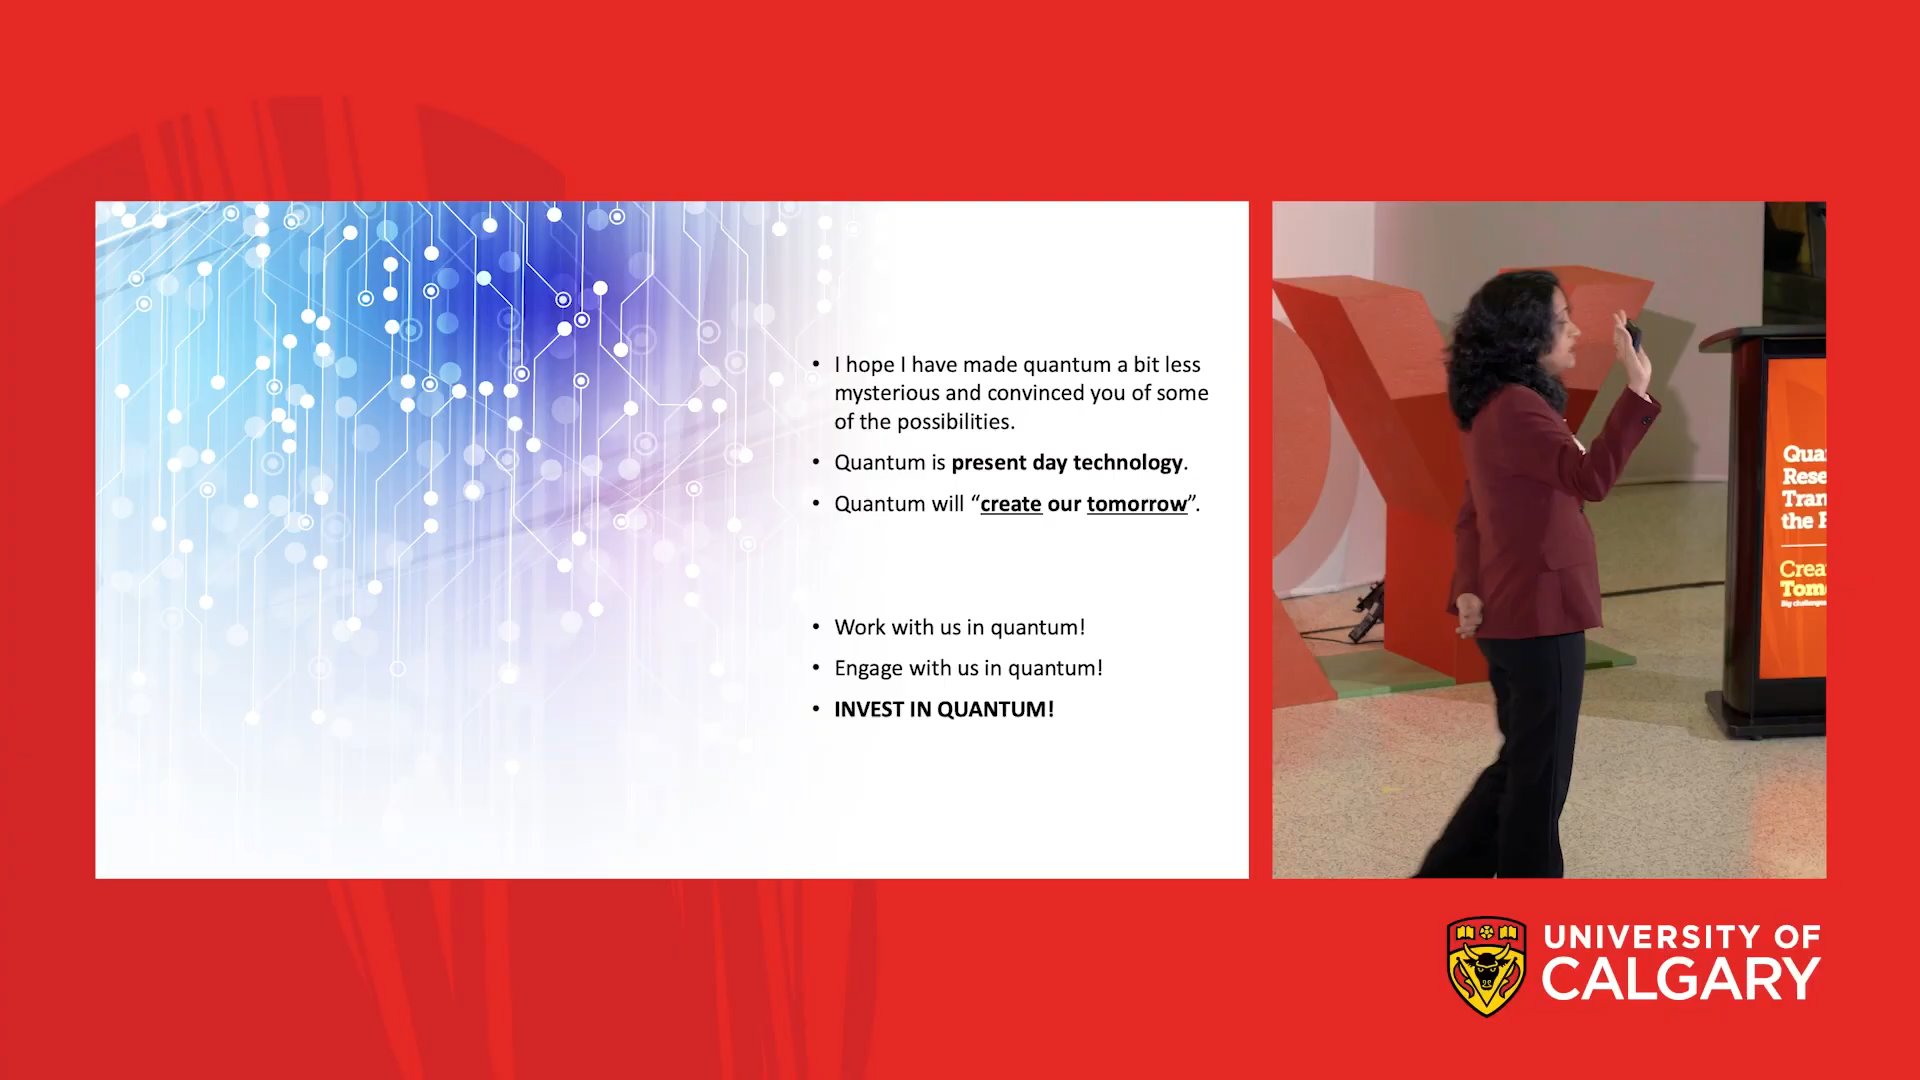 • I hope I have made quantum a bit less
mysterious and convinced you of some
of the possibilities.
• Quantum is present day technology.
• Quantum will “create our tomorrow”.
• Work with us in quantum!
• Engage with us in quantum!
• INVEST IN QUANTUM!
the
Big
UNIVERSITY OF
CALGARY